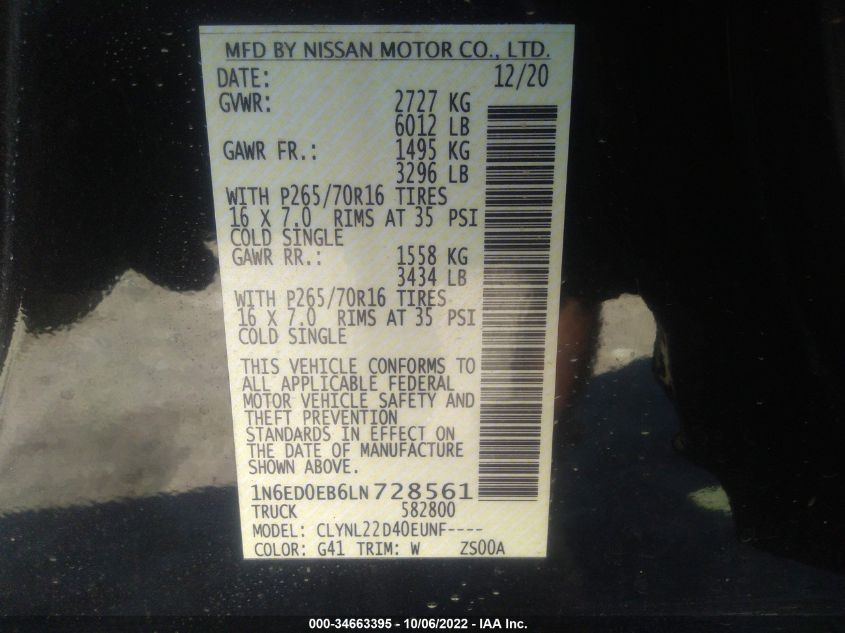 MFD BY NISSAN MOTOR CO., LTD.
DATE: 12/20
GVWR: 2727 KG
6012 LB
GAWR FR.: 1495 KG
3296 LB
WITH P265/70R16 TIRES
16 X 7.0 RIMS AT 35 PSI
COLD SINGLE
GAWR RR.: 1558 KG
3434 LB
WITH P265/70R16 TIRES
16 X 7.0 RIMS AT 35 PSI
COLD SINGLE
THIS VEHICLE CONFORMS TO
ALL APPLICABLE FEDERAL
MOTOR VEHICLE SAFETY AND
THEFT PREVENTION
STANDARDS IN EFFECT ON
THE DATE OF MANUFACTURE
SHOWN ABOVE.
1N6ED0EB6LN728561
TRUCK 582800
MODEL: CLYNL22D40EUNF----
COLOR: G41 TRIM: W ZS00A
000-34663395 - 10/06/2022 - IAA Inc.